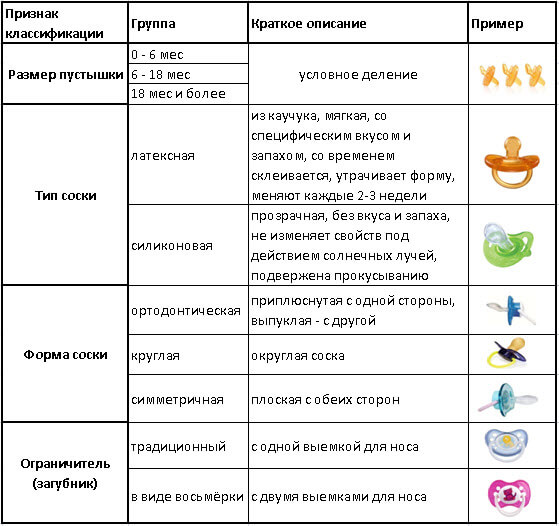 Признак
классификации
Группа
Краткое описание
Пример
Размер пустышки
0 - 6 мес
6 - 18 мес
18 мес и более
условное деление
Тип соски
латексная
из каучука, мягкая, со
специфическим вкусом и
запахом, со временем
склеивается, утрачивает форму,
меняют каждые 2-3 недели
силиконовая
прозрачная, без вкуса и запаха,
не изменяет свойств под
действием солнечных лучей,
подвержена прокусыванию
Форма соски
ортодонтическая
приплюснутая с одной стороны,
выпуклая - с другой
круглая
округлая соска
симметричная
плоская с обеих сторон
Ограничитель
(загубник)
традиционный
с одной выемкой для носа
в виде восьмёрки
с двумя выемками для носа